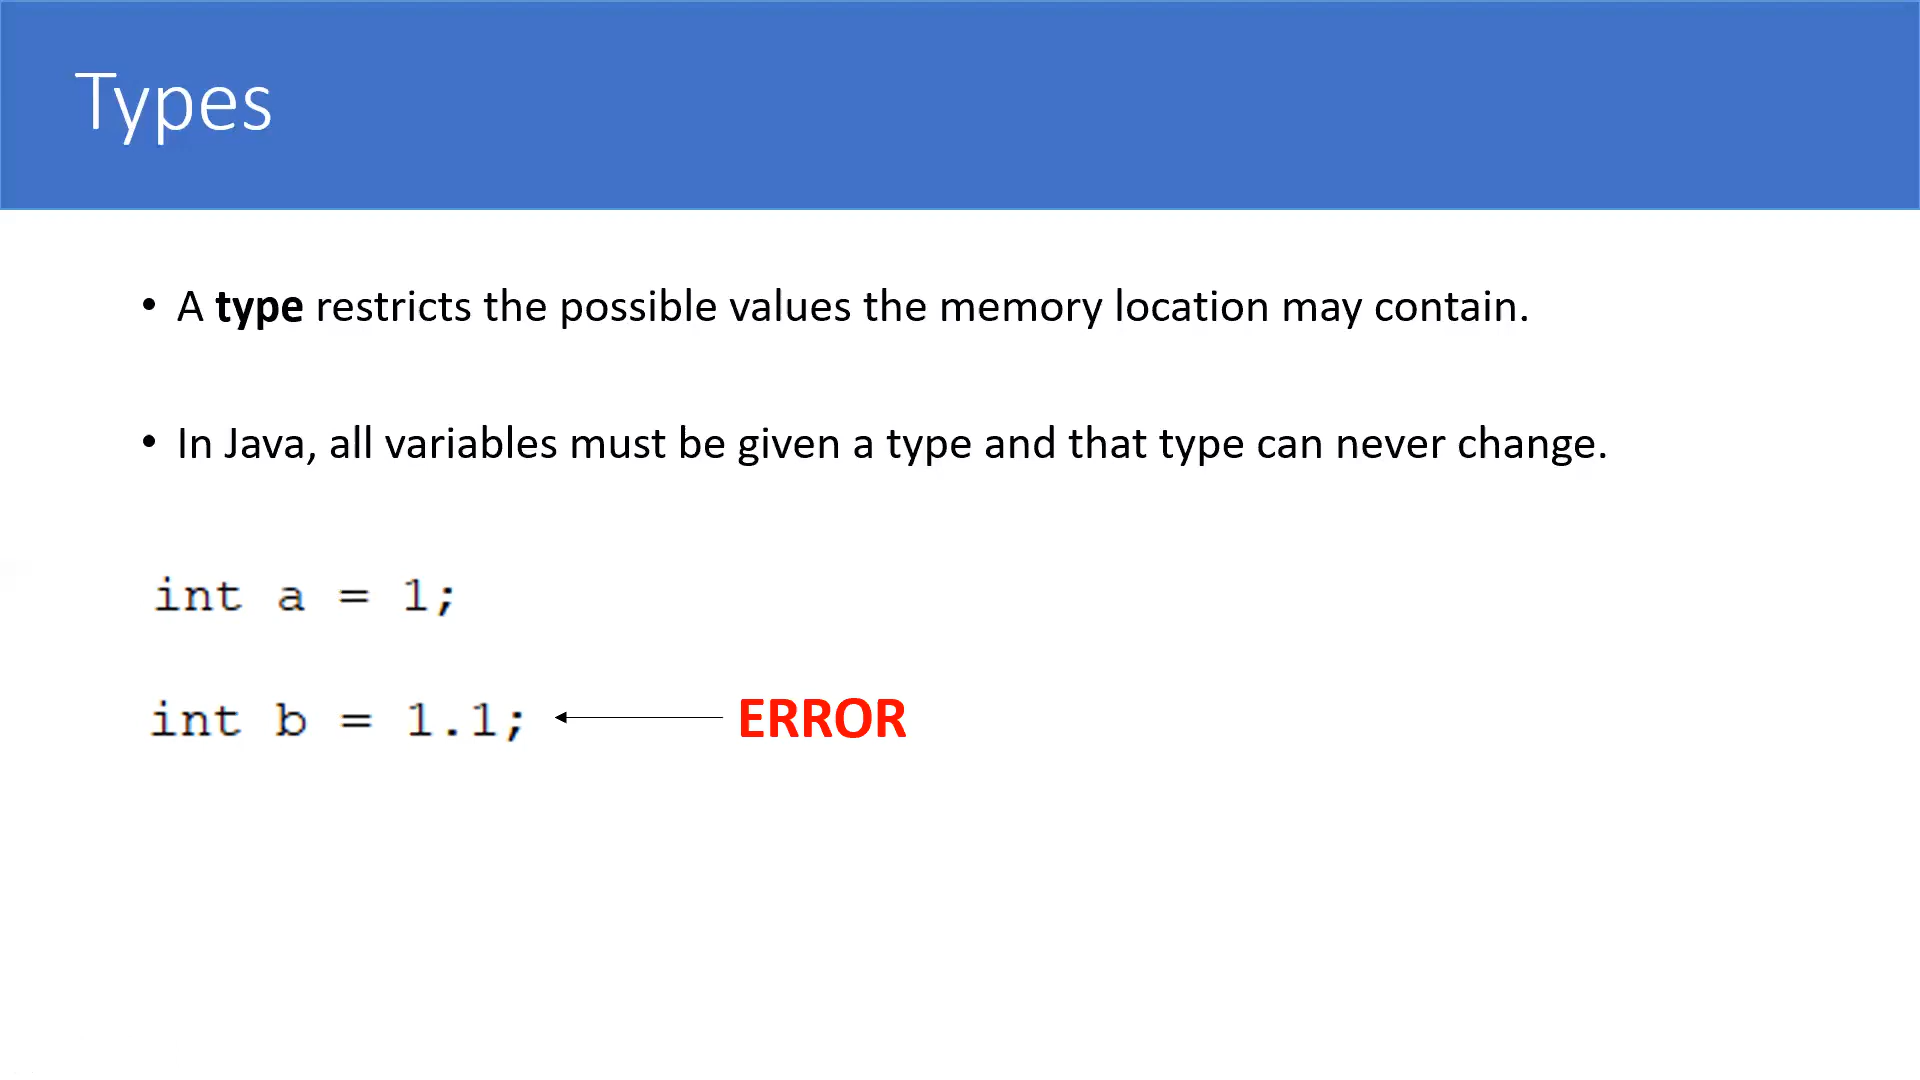 Types
• A type restricts the possible values the memory location may contain.
• In Java, all variables must be given a type and that type can never change.
int a = 1;
int b = 1.1; ERROR